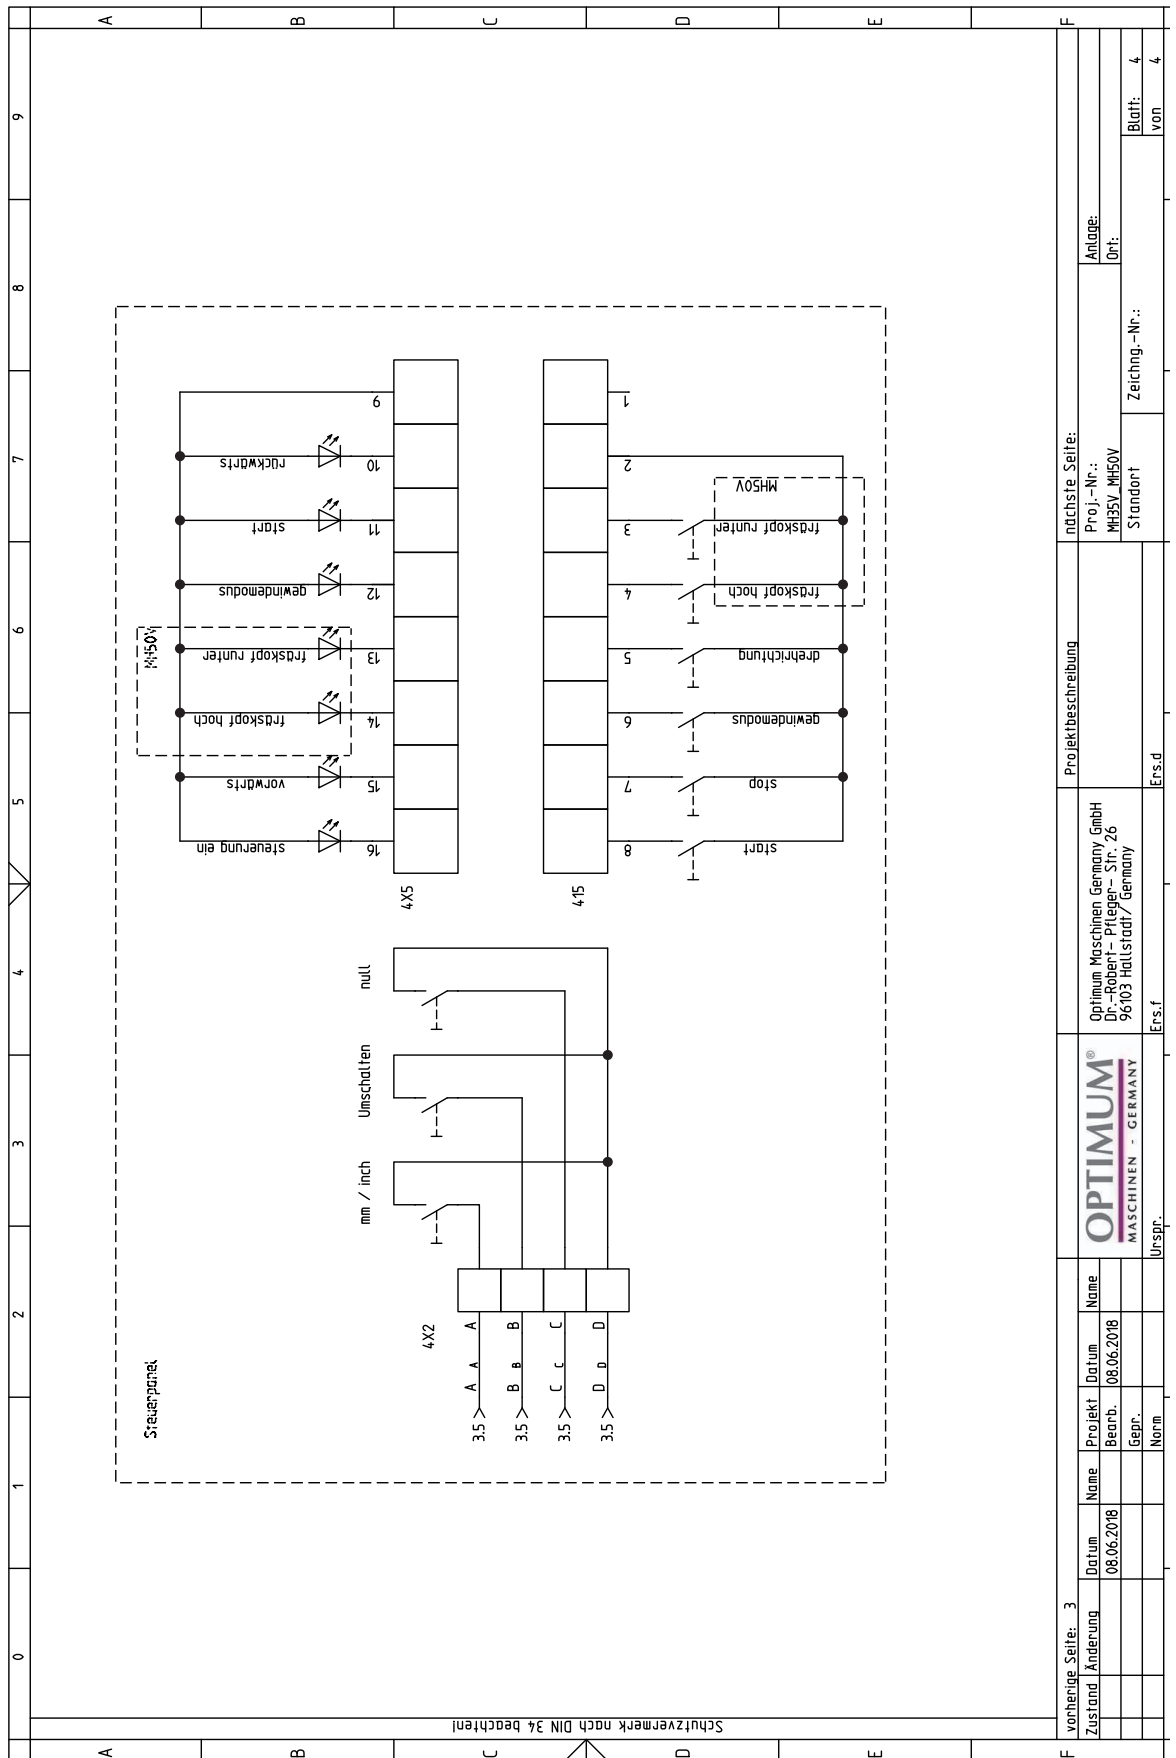 0 1 2 3 4 5 6 7 8 9
A A
B B
C C
D D
E E
F F
Steuerpanel
4X2
A A A
B B B
C C C
D D D
3.5
3.5
3.5
3.5
mm / inch
Umschalten
null
4X5
steuerung ein
vorwärts
fräskopf hoch
fräskopf runter
gewindemodus
start
rückwärts
MH50V
16 15 14 13 12 11 10 9
415
8 7 6 5 4 3 2 1
start
stop
gewindemodus
drehrichtung
fräskopf hoch
fräskopf runter
MH50V
Schutzvermerk nach DIN 34 beachten!
vorherige Seite: 3
Zustand Änderung Datum Name
08.06.2018
Projekt Datum Name
Bearb. 08.06.2018
Gepr.
Norm
OPTIMUM®
MASCHINEN - GERMANY
Urspr.
Optimum Maschinen Germany GmbH
Dr.-Robert- Pfleger- Str. 26
96103 Hallstadt/ Germany
Ers.f
Projektbeschreibung
Ers.d
nächste Seite:
Proj.-Nr.:
MH35V_MH50V
Standort
Zeichng.-Nr.:
Anlage:
Ort:
Blatt: 4
von 4